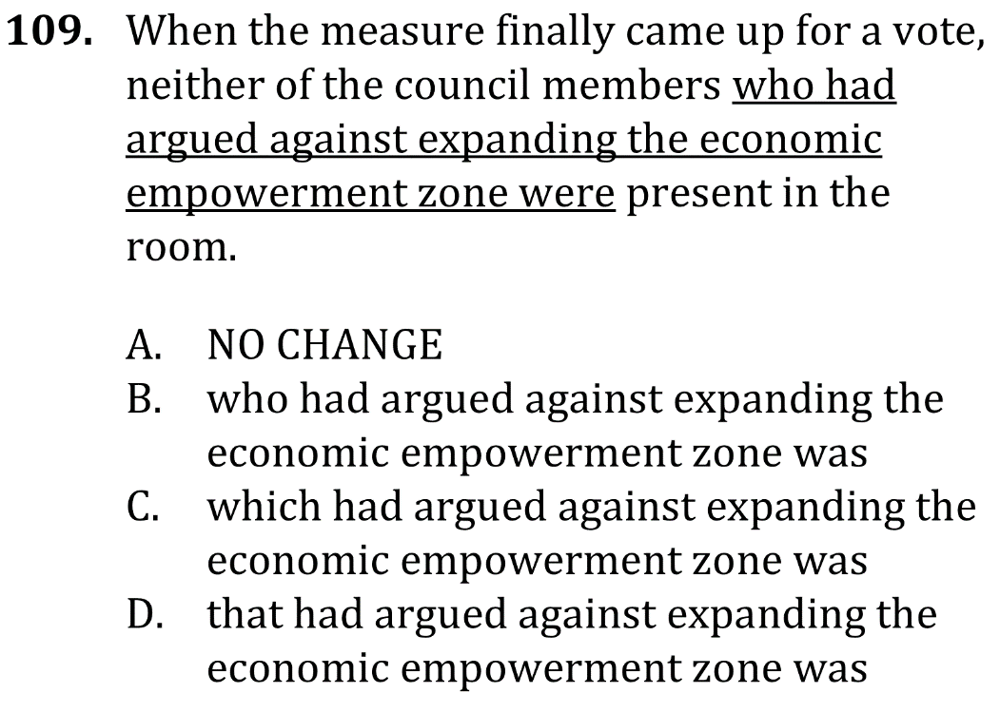 109. When the measure finally came up for a vote,
neither of the council members who had
argued against expanding the economic
empowerment zone were present in the
room.
A. NO CHANGE
B. who had argued against expanding the
economic empowerment zone was
C. which had argued against expanding the
economic empowerment zone was
D. that had argued against expanding the
economic empowerment zone was